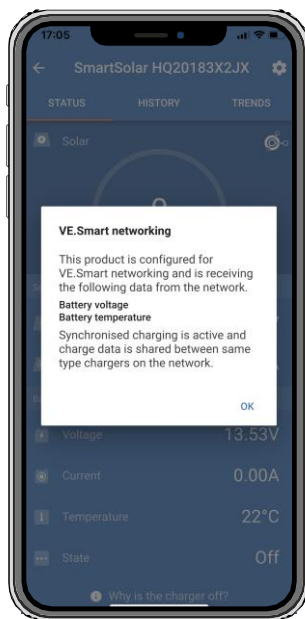 17:05
SmartSolar HQ20183X2JX
STATUS HISTORY TRENDS
Solar
VE.Smart networking
This product is configured for
VE.Smart networking and is receiving
the following data from the network.
Battery voltage
Battery temperature
Synchronised charging is active and
charge data is shared between same
type chargers on the network.
OK
Voltage 13.53V
Current 0.00A
Temperature 22°C
State Off
Why is the charger off?